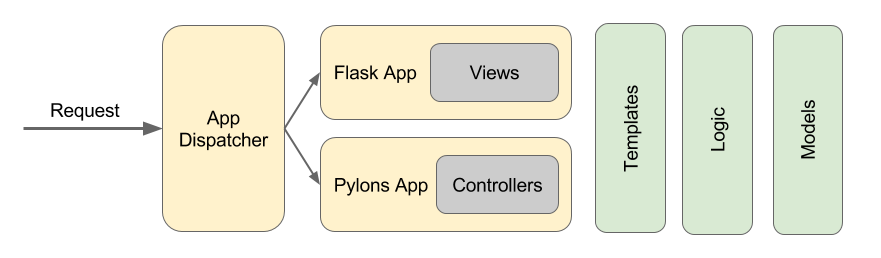 Request
App
Dispatcher
Flask App
Views
Pylons App
Controllers
Templates
Logic
Models